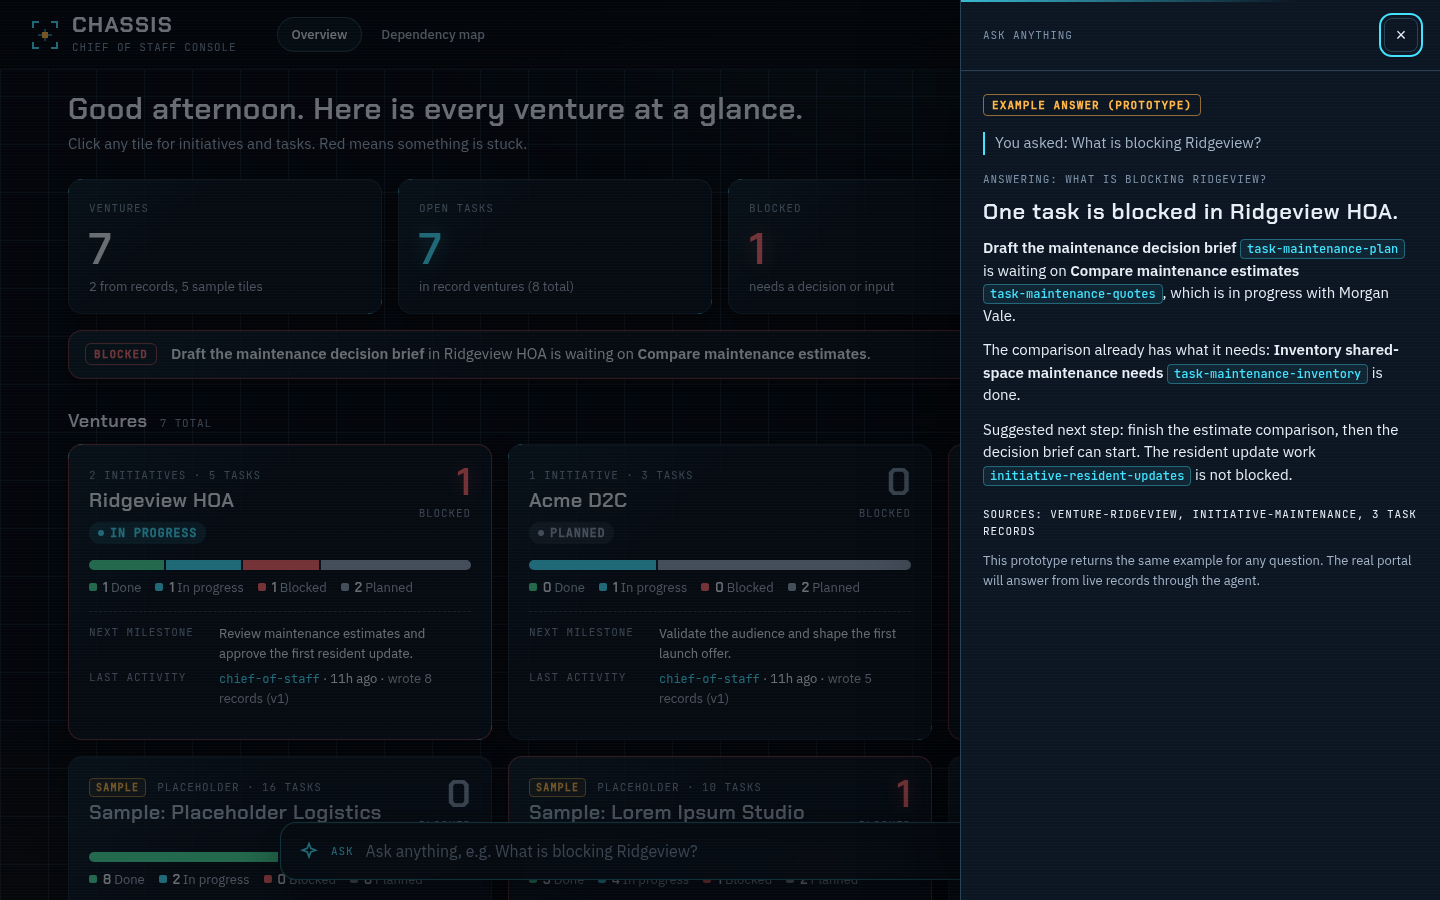 CHASSIS
CHIEF OF STAFF CONSOLE
Overview
Dependency map
Good afternoon. Here is every venture at a glance.
Click any tile for initiatives and tasks. Red means something is stuck.
VENTURES
7
2 from records, 5 sample tiles
OPEN TASKS
7
in record ventures (8 total)
BLOCKED
1
needs a decision or input
BLOCKED Draft the maintenance decision brief in Ridgeview HOA is waiting on Compare maintenance estimates.
Ventures 7 TOTAL
2 INITIATIVES · 5 TASKS
Ridgeview HOA
IN PROGRESS
1
BLOCKED
1 Done 1 In progress 1 Blocked 2 Planned
NEXT MILESTONE Review maintenance estimates and
approve the first resident update.
LAST ACTIVITY chief-of-staff · 11h ago · wrote 8
records (v1)
1 INITIATIVE · 3 TASKS
Acme D2C
PLANNED
0
BLOCKED
0 Done 1 In progress 0 Blocked 2 Planned
NEXT MILESTONE Validate the audience and shape the first
launch offer.
LAST ACTIVITY chief-of-staff · 11h ago · wrote 5
records (v1)
SAMPLE PLACEHOLDER · 16 TASKS
Sample: Placeholder Logistics
0
8 Done 2 In progress 0 Blocked Planned
SAMPLE PLACEHOLDER · 10 TASKS
Sample: Lorem Ipsum Studio
1
Done In progress Blocked Planned
ASK Ask anything, e.g. What is blocking Ridgeview?
ASK ANYTHING
×
EXAMPLE ANSWER (PROTOTYPE)
You asked: What is blocking Ridgeview?
ANSWERING: WHAT IS BLOCKING RIDGEVIEW?
One task is blocked in Ridgeview HOA.
Draft the maintenance decision brief task-maintenance-plan
is waiting on Compare maintenance estimates
task-maintenance-quotes, which is in progress with Morgan
Vale.
The comparison already has what it needs: Inventory shared-
space maintenance needs task-maintenance-inventory is
done.
Suggested next step: finish the estimate comparison, then the
decision brief can start. The resident update work
initiative-resident-updates is not blocked.
SOURCES: VENTURE-RIDGEVIEW, INITIATIVE-MAINTENANCE, 3 TASK
RECORDS
This prototype returns the same example for any question. The real portal
will answer from live records through the agent.